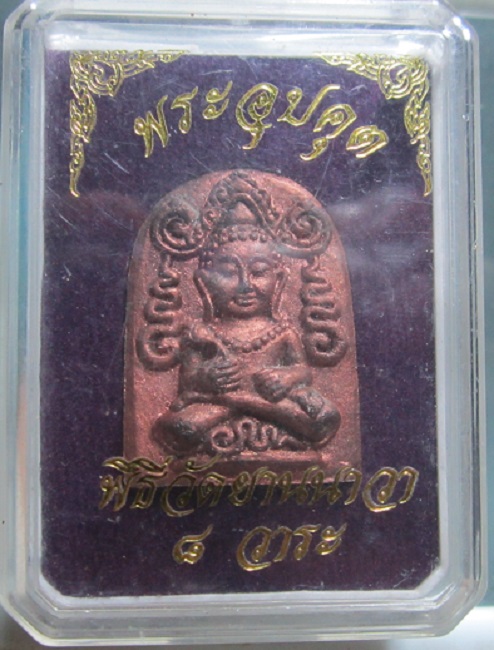 พระอุปคุต
พิธีวัดยานนาวา
๘ วาระ